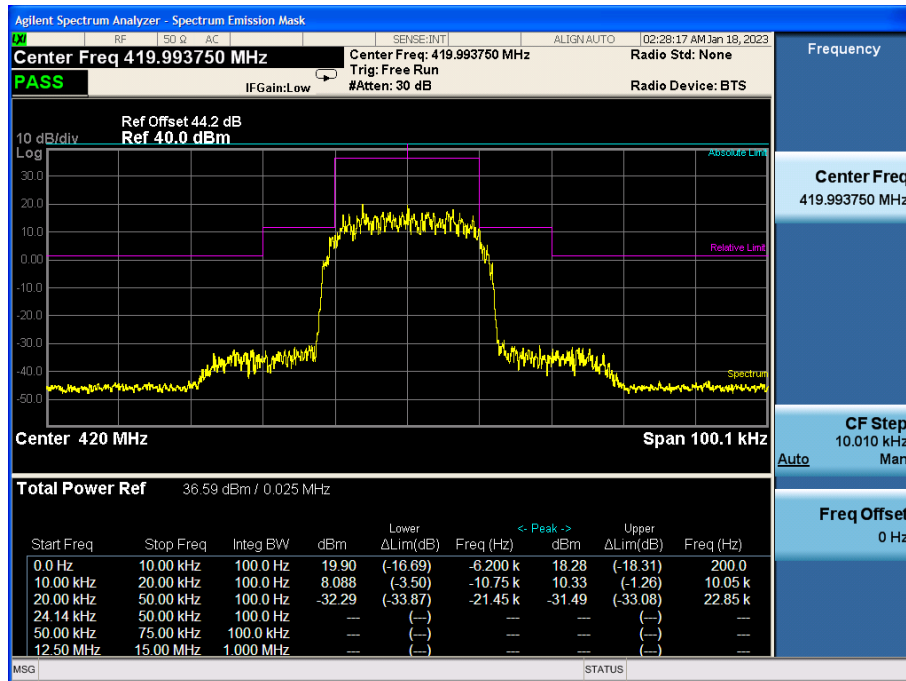 Agilent Spectrum Analyzer - Spectrum Emission Mask
LXI RF 50 Ω AC SENSE:INT ALIGN AUTO 02:28:17 AM Jan 18, 2023
Center Freq 419.993750 MHz
Center Freq: 419.993750 MHz
Radio Std: None
Trig: Free Run
PASS
IFGain:Low
#Atten: 30 dB
Radio Device: BTS
Ref Offset 44.2 dB
10 dB/div Ref 40.0 dBm
Log
Absolute Limit
30.0
20.0
10.0
Relative Limit
0.00
-10.0
-20.0
-30.0
-40.0
Spectrum
-50.0
Center 420 MHz Span 100.1 kHz
Total Power Ref 36.59 dBm / 0.025 MHz
Lower <- Peak -> Upper
Start Freq Stop Freq Integ BW dBm ΔLim(dB) Freq (Hz) dBm ΔLim(dB) Freq (Hz)
0.0 Hz 10.00 kHz 100.0 Hz 19.90 (-16.69) -6.200 k 18.28 (-18.31) 200.0
10.00 kHz 20.00 kHz 100.0 Hz 8.088 (-3.50) -10.75 k 10.33 (-1.26) 10.05 k
20.00 kHz 50.00 kHz 100.0 Hz -32.29 (-33.87) -21.45 k -31.49 (-33.08) 22.85 k
24.14 kHz 50.00 kHz 100.0 Hz --- (---) --- --- (---) ---
50.00 kHz 75.00 kHz 100.0 kHz --- (---) --- --- (---) ---
12.50 MHz 15.00 MHz 1.000 MHz --- (---) --- --- (---) ---
MSG STATUS
Frequency
Center Freq
419.993750 MHz
CF Step
10.010 kHz
Auto Man
Freq Offset
0 Hz